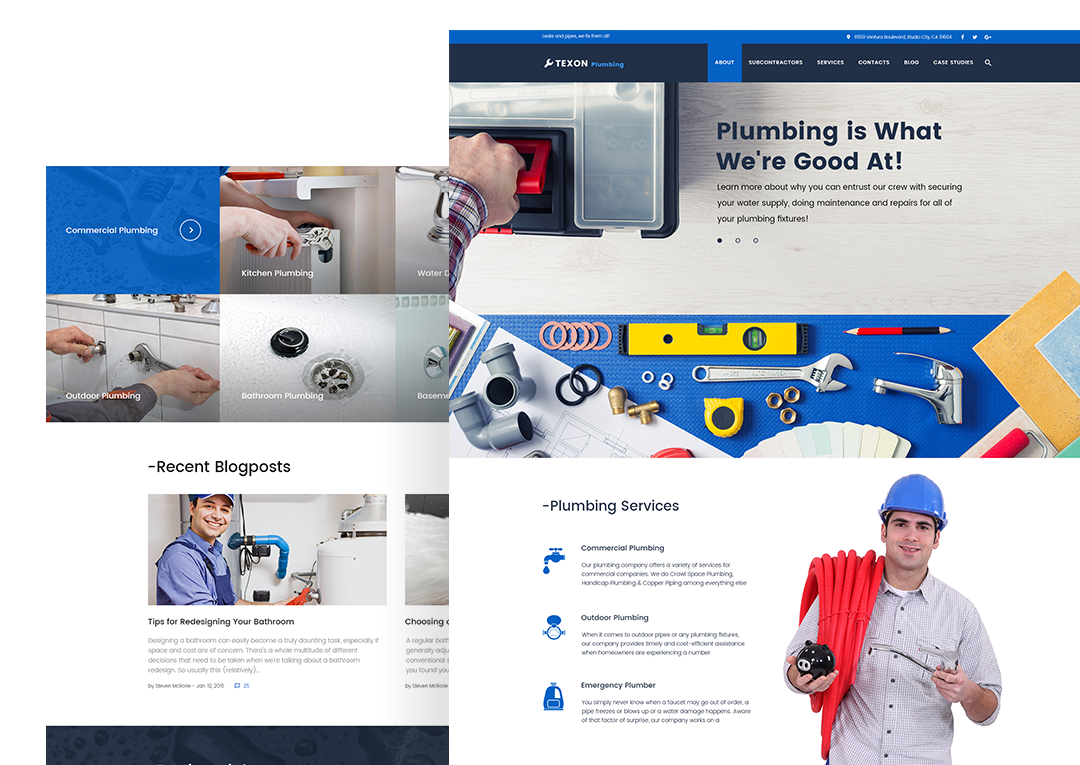 Leaks and pipes, we fix them all!
11553 Ventura Boulevard, Studio City, CA 91604
TEXON Plumbing
ABOUT SUBCONTRACTORS SERVICES CONTACTS BLOG CASE STUDIES
Plumbing is What
We're Good At!
Learn more about why you can entrust our crew with securing
your water supply, doing maintenance and repairs for all of
your plumbing fixtures!
Commercial Plumbing
Kitchen Plumbing
Water D
Outdoor Plumbing
Bathroom Plumbing
Baseme
-Recent Blogposts
Tips for Redesigning Your Bathroom
Designing a bathroom can easily become a truly daunting task, especially if
space and cost are of concern. There's a whole multitude of different
decisions that need to be taken when we're talking about a bathroom
redesign. So usually this (relatively)...
by Steven McRone - Jan. 12, 2016 25
Choosing
A regular bath
generally adju
conventional s
you found you
by Steven McRone
-Plumbing Services
Commercial Plumbing
Our plumbing company offers a variety of services for
commercial companies. We do Crawl Space Plumbing,
Handicap Plumbing & Copper Piping among everything else
Outdoor Plumbing
When it comes to outdoor pipes or any plumbing fixtures,
our company provides timely and cost-efficient assistance
when homeowners are experiencing a number
Emergency Plumber
You simply never know when a faucet may go out of order, a
pipe freezes or blows up or a water damage happens. Aware
of that factor of surprise, our company works on a